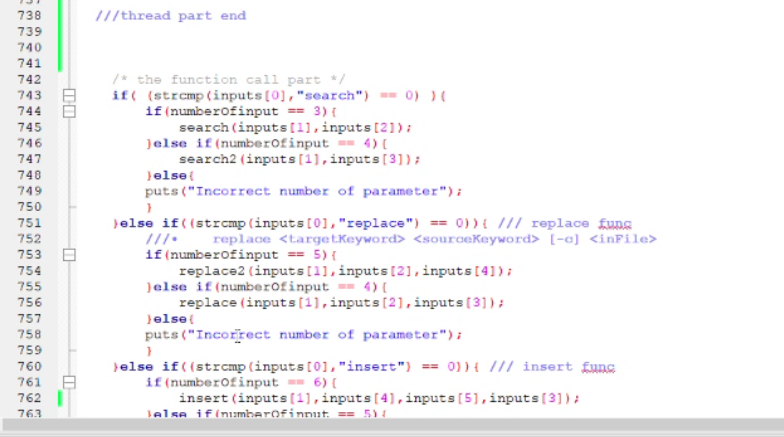 738 ///thread part end
739
740
741
742 /* the function call part */
743 if( (strcmp(inputs[0],"search") == 0) ){
744 if(numberOfinput == 3){
745 search(inputs[1],inputs[2]);
746 }else if(numberOfinput == 4){
747 search2(inputs[1],inputs[3]);
748 }else{
749 puts("Incorrect number of parameter");
750 }
751 }else if((strcmp(inputs[0],"replace") == 0)){ /// replace func
752 ///• replace <targetKeyword> <sourceKeyword> [-c] <inFile>
753 if(numberOfinput == 5){
754 replace2(inputs[1],inputs[2],inputs[4]);
755 }else if(numberOfinput == 4){
756 replace(inputs[1],inputs[2],inputs[3]);
757 }else{
758 puts("Incorrect number of parameter");
759 }
760 }else if((strcmp(inputs[0],"insert") == 0)){ /// insert func
761 if(numberOfinput == 6){
762 insert(inputs[1],inputs[4],inputs[5],inputs[3]);
763 }else if(numberOfinput == 5){